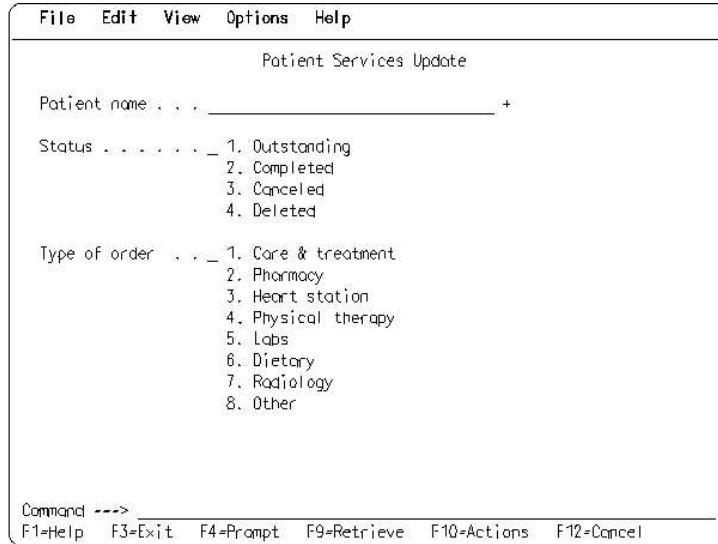 File Edit View Options Help
Patient Services Update
Patient name . . . ______________________________ +
Status . . . . . . _ 1. Outstanding
2. Completed
3. Canceled
4. Deleted
Type of order . . _ 1. Care & treatment
2. Pharmacy
3. Heart station
4. Physical therapy
5. Labs
6. Dietary
7. Radiology
8. Other
Command ---> ______________________________
F1=Help F3=Exit F4=Prompt F9=Retrieve F10=Actions F12=Cancel